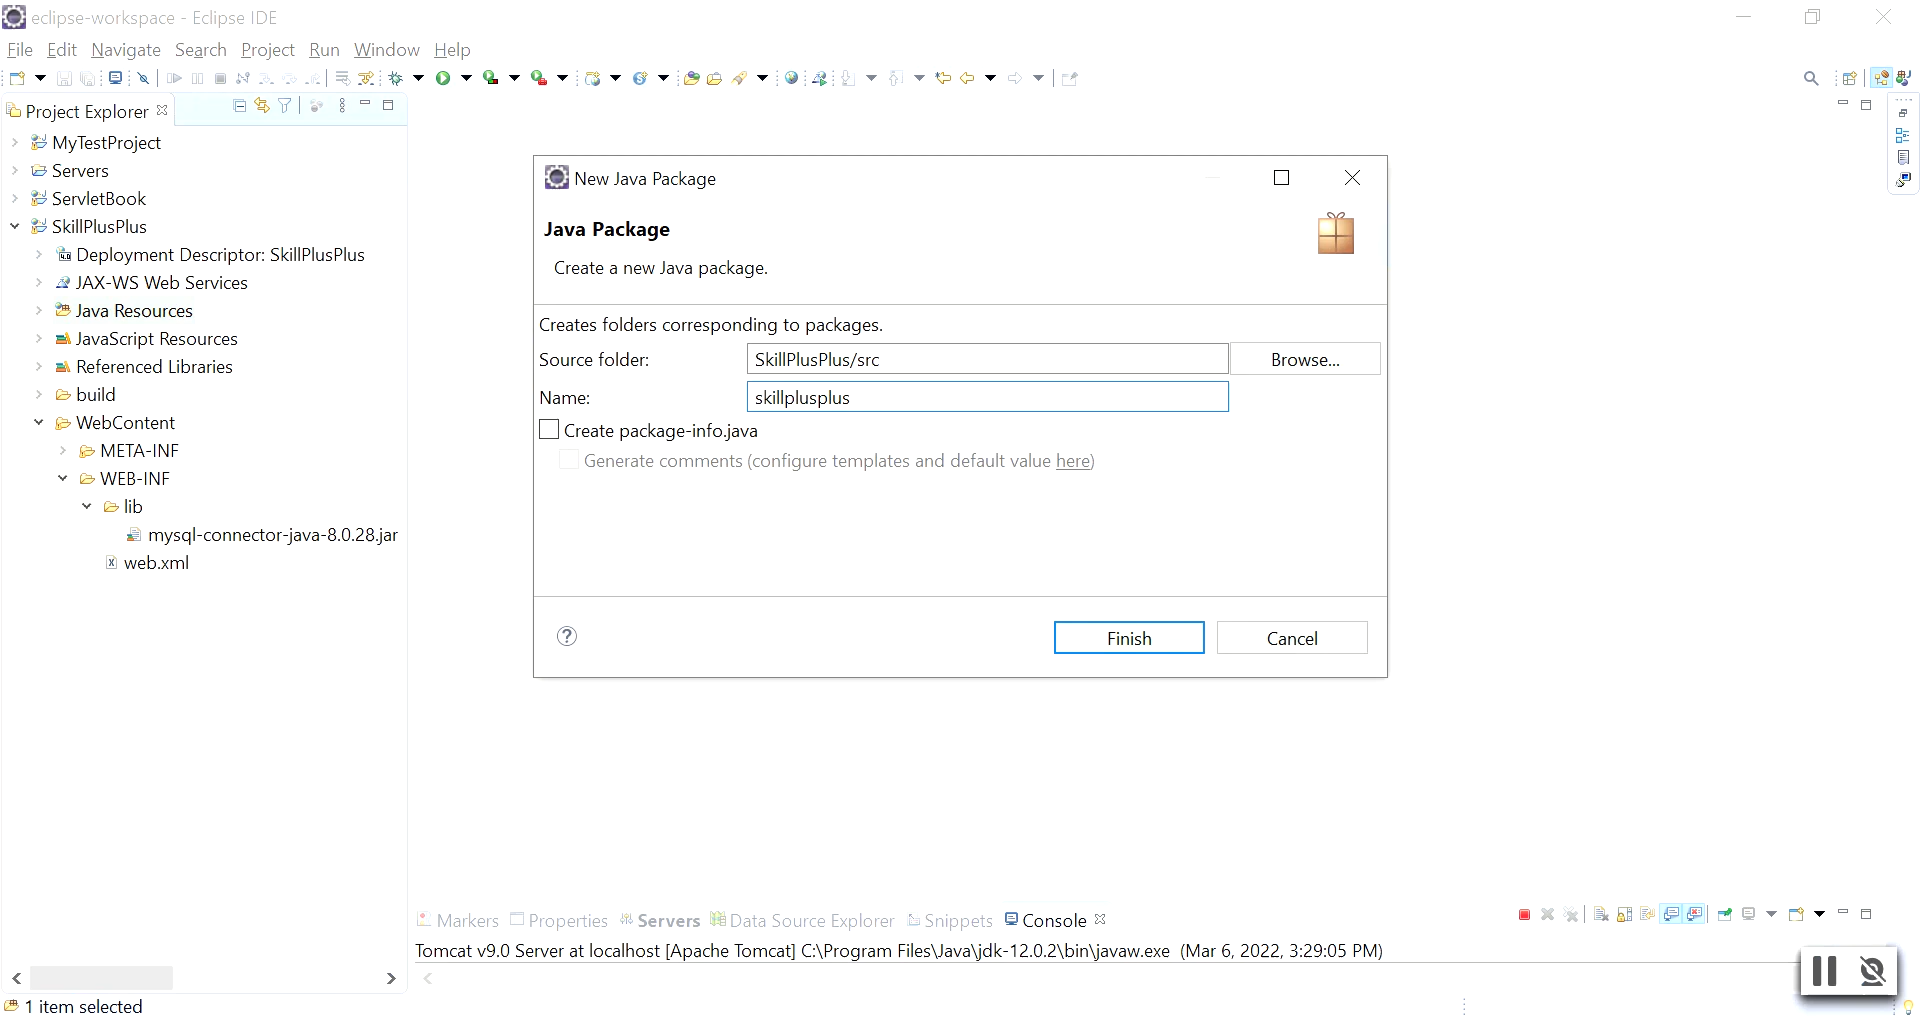 eclipse-workspace - Eclipse IDE
File Edit Navigate Search Project Run Window Help
Project Explorer
MyTestProject
Servers
ServletBook
SkillPlusPlus
Deployment Descriptor: SkillPlusPlus
JAX-WS Web Services
Java Resources
JavaScript Resources
Referenced Libraries
build
WebContent
META-INF
WEB-INF
lib
mysql-connector-java-8.0.28.jar
web.xml
New Java Package
Java Package
Create a new Java package.
Creates folders corresponding to packages.
Source folder: SkillPlusPlus/src Browse...
Name: skillplusplus
Create package-info.java
Generate comments (configure templates and default value here)
Finish Cancel
Markers Properties Servers Data Source Explorer Snippets Console
Tomcat v9.0 Server at localhost [Apache Tomcat] C:\Program Files\Java\jdk-12.0.2\bin\javaw.exe (Mar 6, 2022, 3:29:05 PM)
1 item selected